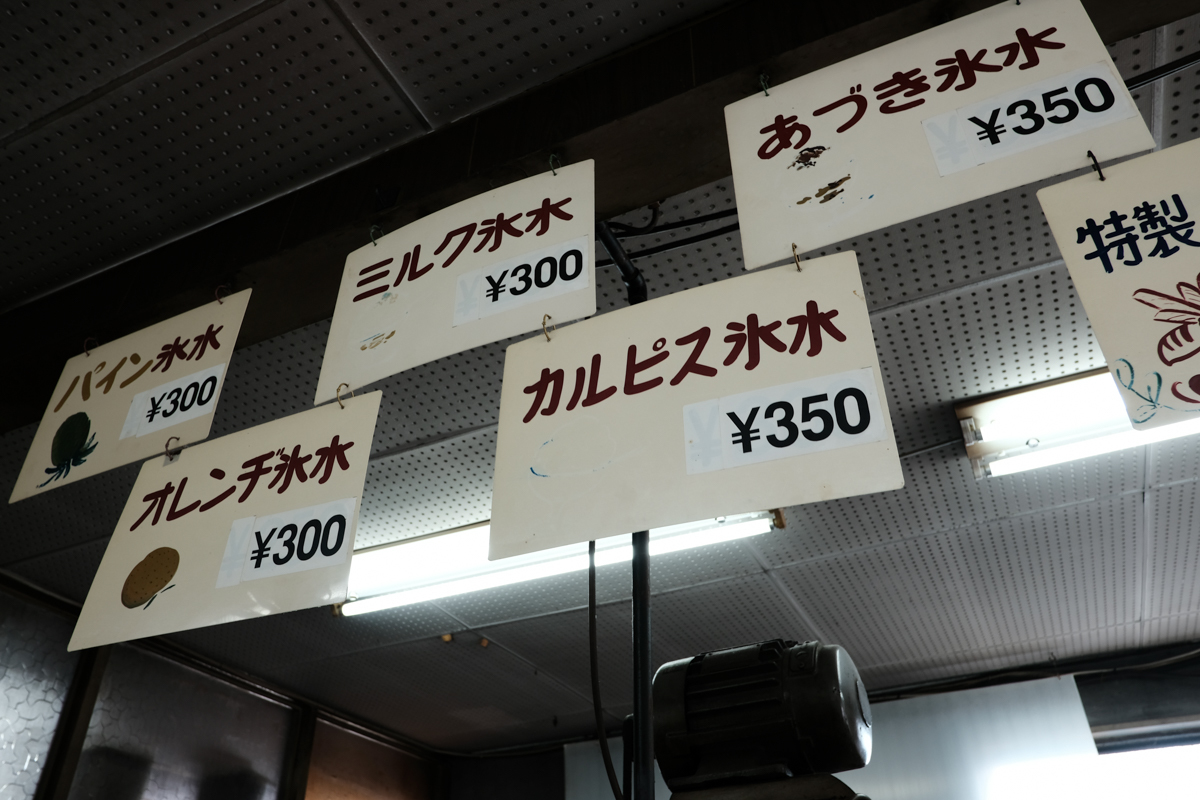 あづき氷水
¥350
特製
ミルク氷水
¥300
カルピス氷水
¥350
パイン氷水
¥300
オレンヂ氷水
¥300